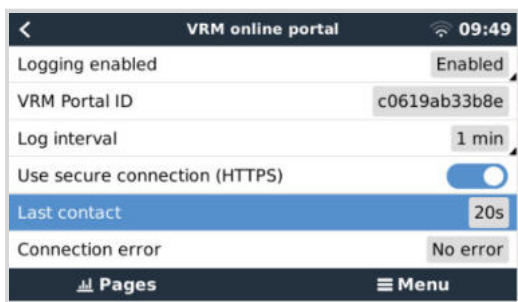 VRM online portal 09:49
Logging enabled Enabled
VRM Portal ID c0619ab33b8e
Log interval 1 min
Use secure connection (HTTPS)
Last contact 20s
Connection error No error
Pages Menu